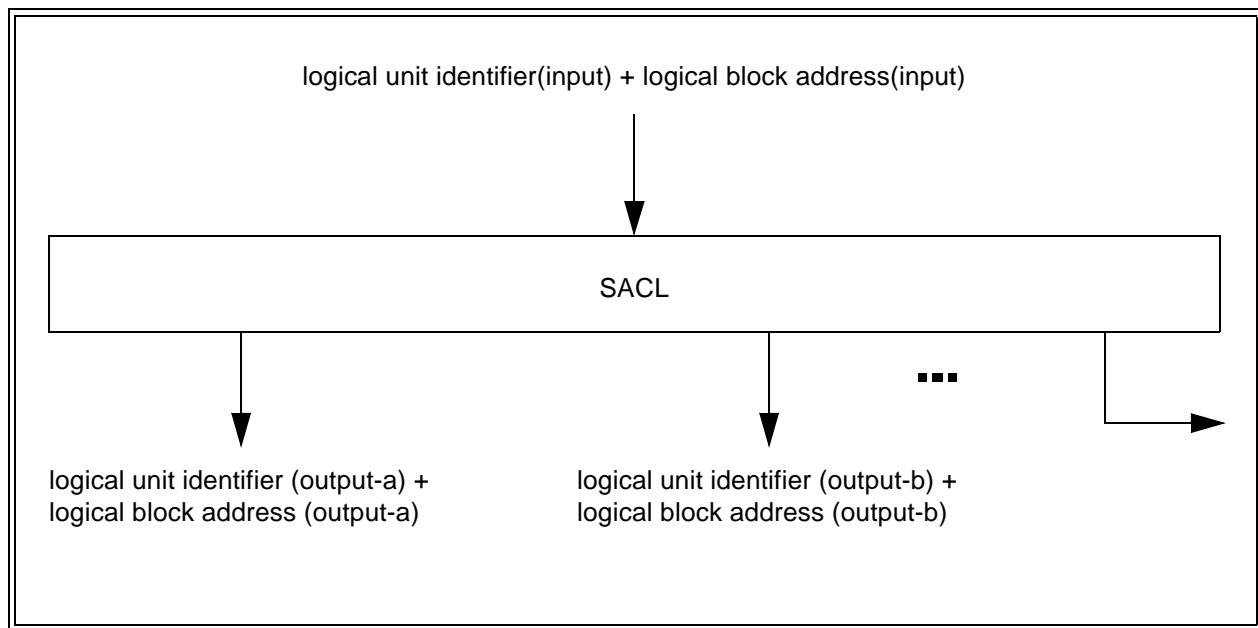 logical unit identifier(input) + logical block address(input)
SACL
...
logical unit identifier (output-a) +
logical block address (output-a)
logical unit identifier (output-b) +
logical block address (output-b)